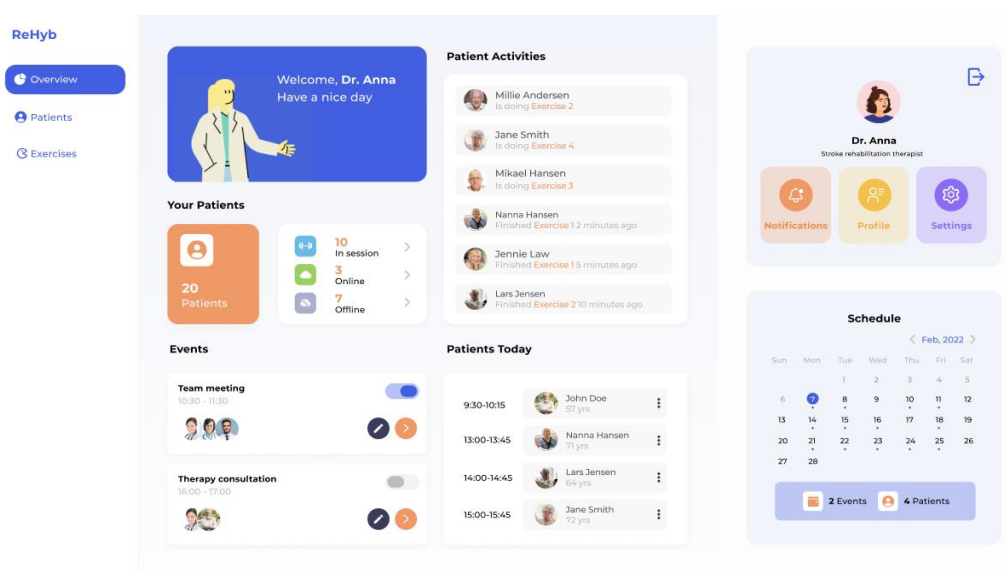 ReHyb
Overview
Patients
Exercises
Welcome, Dr. Anna
Have a nice day
Your Patients
20
Patients
10
In session
3
Online
7
Offline
Events
Team meeting
10:30 - 11:30
Therapy consultation
16:00 - 17:00
Patient Activities
Millie Andersen
Is doing Exercise 2
Jane Smith
Is doing Exercise 4
Mikael Hansen
Is doing Exercise 3
Nanna Hansen
Finished Exercise 1 2 minutes ago
Jennie Law
Finished Exercise 1 5 minutes ago
Lars Jensen
Finished Exercise 2 10 minutes ago
Patients Today
9:30-10:15
John Doe
57 yrs
13:00-13:45
Nanna Hansen
71 yrs
14:00-14:45
Lars Jensen
64 yrs
15:00-15:45
Jane Smith
72 yrs
Dr. Anna
Stroke rehabilitation therapist
Notifications
Profile
Settings
Schedule
Feb, 2022
Sun Mon Tue Wed Thu Fri Sat
1 2 3 4 5
6 7 8 9 10 11 12
13 14 15 16 17 18 19
20 21 22 23 24 25 26
27 28
2 Events 4 Patients